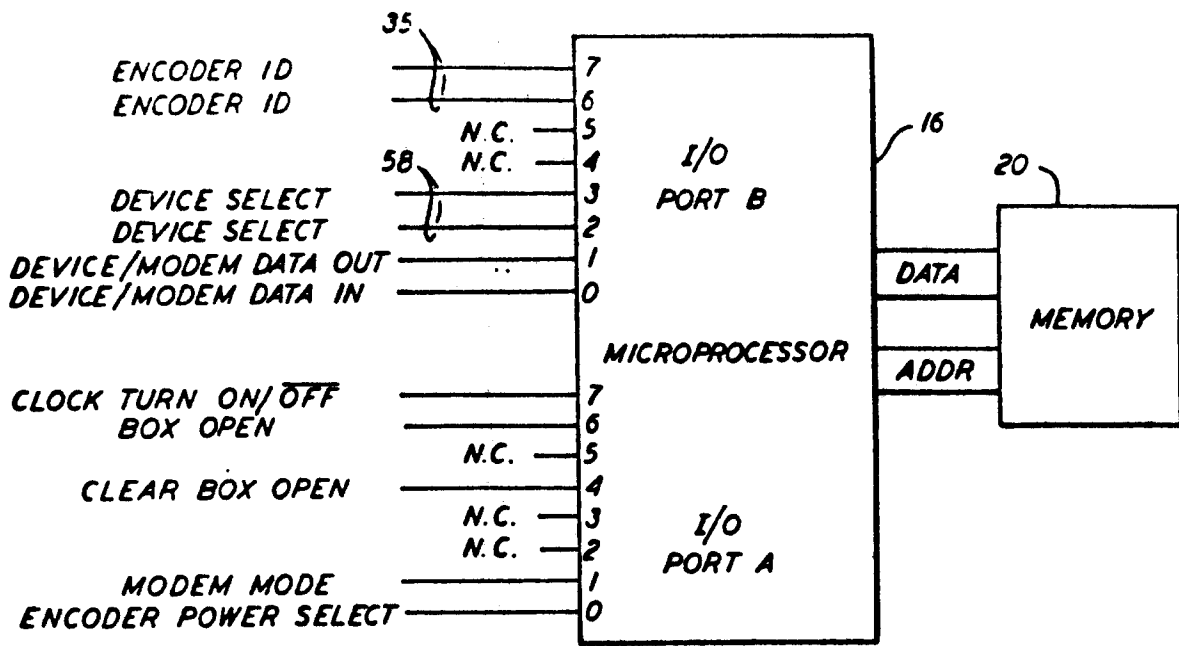 35
ENCODER ID 7
ENCODER ID 6
N.C. 5
N.C. 4
I/O
PORT B
16
58
20
DEVICE SELECT 3
DEVICE SELECT 2
DEVICE/MODEM DATA OUT 1
DEVICE/MODEM DATA IN 0
DATA
MEMORY
MICROPROCESSOR
ADDR
CLOCK TURN ON/OFF 7
BOX OPEN 6
N.C. 5
CLEAR BOX OPEN 4
N.C. 3
N.C. 2
I/O
PORT A
MODEM MODE 1
ENCODER POWER SELECT 0